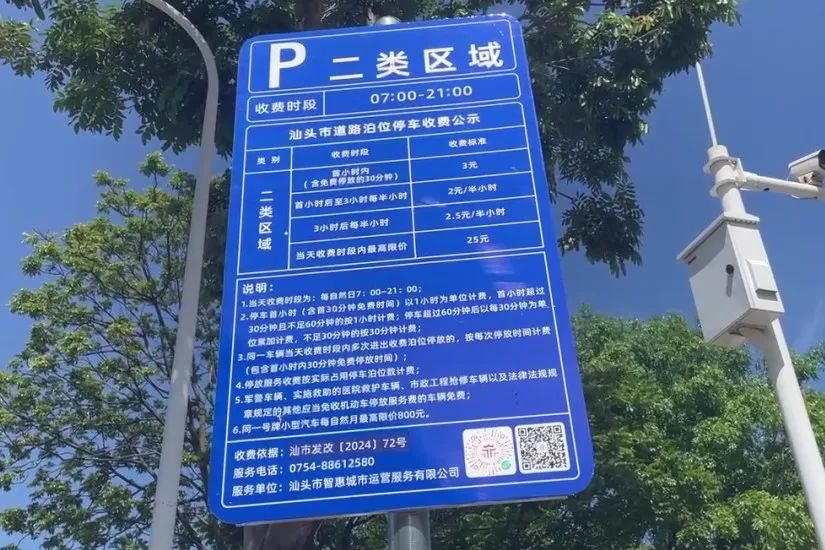 P 二类区域
收费时段 07:00-21:00
汕头市道路泊位停车收费公示
类 别 收费时段 收费标准
二类区域
首小时内
(含免费停放的30分钟) 3元
首小时后至3小时每半小时 2元/半小时
3小时后每半小时 2.5元/半小时
当天收费时段内最高限价 25元
说明：
1.当天收费时段为：每自然日7：00-21：00；
2.停车首小时（含首30分钟免费时间）以1小时为单位计费，首小时超过
30分钟且不足60分钟的按1小时计费；停车超过60分钟后以每30分钟为单
位累加计费，不足30分钟的按30分钟计费；
3.同一车辆当天收费时段内多次进出收费泊位停放的，按每次停放时间计费
（包含首小时内30分钟免费停放时间）；
4.停放服务收费按实际占用停车泊位数计费；
5.军警车辆、实施救助的医院救护车辆、市政工程抢修车辆以及法律法规规
章规定的其他应当免收机动车停放服务费的车辆免费；
6.同一号牌小型汽车每自然月最高限价800元。
收费依据：汕市发改〔2024〕72号
服务电话：0754-88612580
服务单位：汕头市智惠城市运营服务有限公司